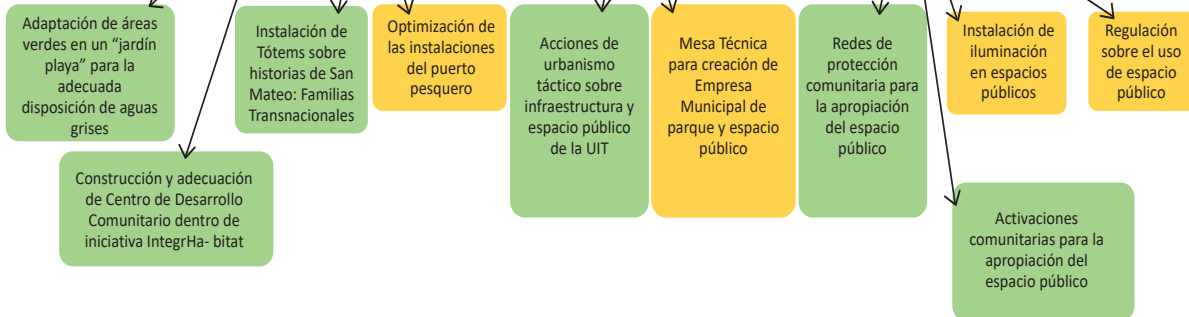 Adaptación de áreas
verdes en un “jardín
playa” para la
adecuada
disposición de aguas
grises
Construcción y adecuación
de Centro de Desarrollo
Comunitario dentro de
iniciativa IntegrHa- bitat
Instalación de
Tótems sobre
historias de San
Mateo: Familias
Transnacionales
Optimización de
las instalaciones
del puerto
pesquero
Acciones de
urbanismo
táctico sobre
infraestructura y
espacio público
de la UIT
Mesa Técnica
para creación de
Empresa
Municipal de
parque y espacio
público
Redes de
protección
comunitaria para
la apropiación
del espacio
público
Activaciones
comunitarias para la
apropiación del
espacio público
Instalación de
iluminación
en espacios
públicos
Regulación
sobre el uso
de espacio
público